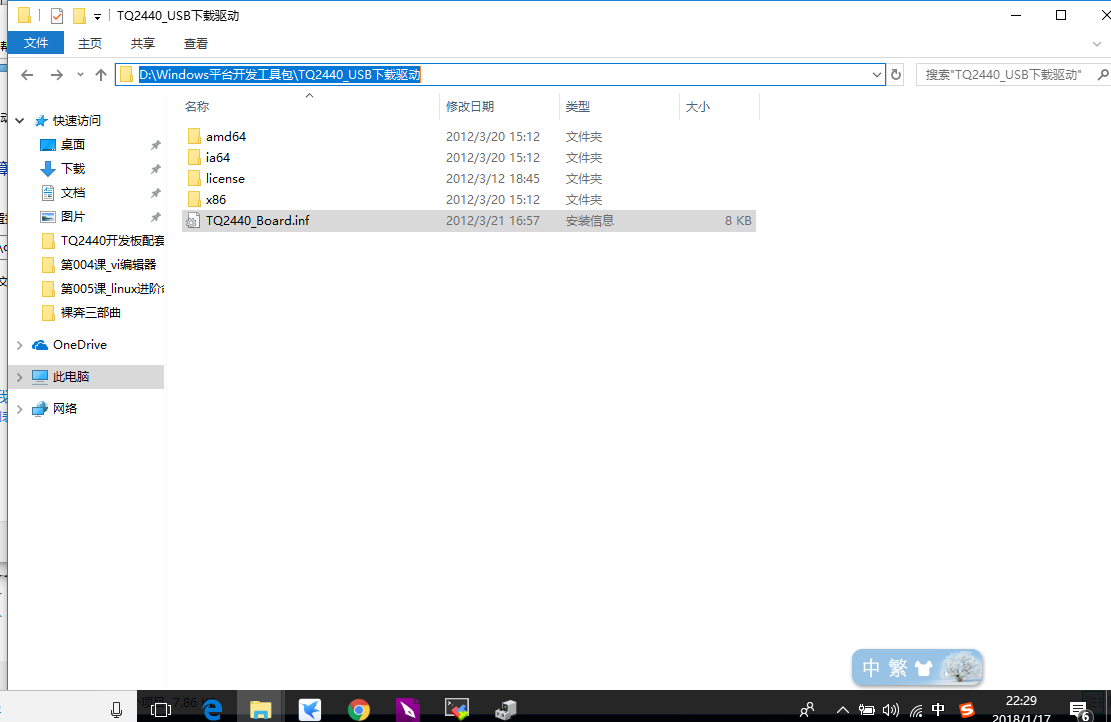 TQ2440_USB下载驱动
文件 主页 共享 查看
D:\Windows平台开发工具包\TQ2440_USB下载驱动 搜索"TQ2440_USB下载驱动"
名称 修改日期 类型 大小
快速访问
桌面
下载
文档
图片
TQ2440开发板配套
第004课_vi编辑器
第005课_linux进阶
裸奔三部曲
OneDrive
此电脑
网络
amd64 2012/3/20 15:12 文件夹
ia64 2012/3/20 15:12 文件夹
license 2012/3/12 18:45 文件夹
x86 2012/3/20 15:12 文件夹
TQ2440_Board.inf 2012/3/21 16:57 安装信息 8 KB
中 繁
项目 7.86
中
22:29
2018/1/17
6